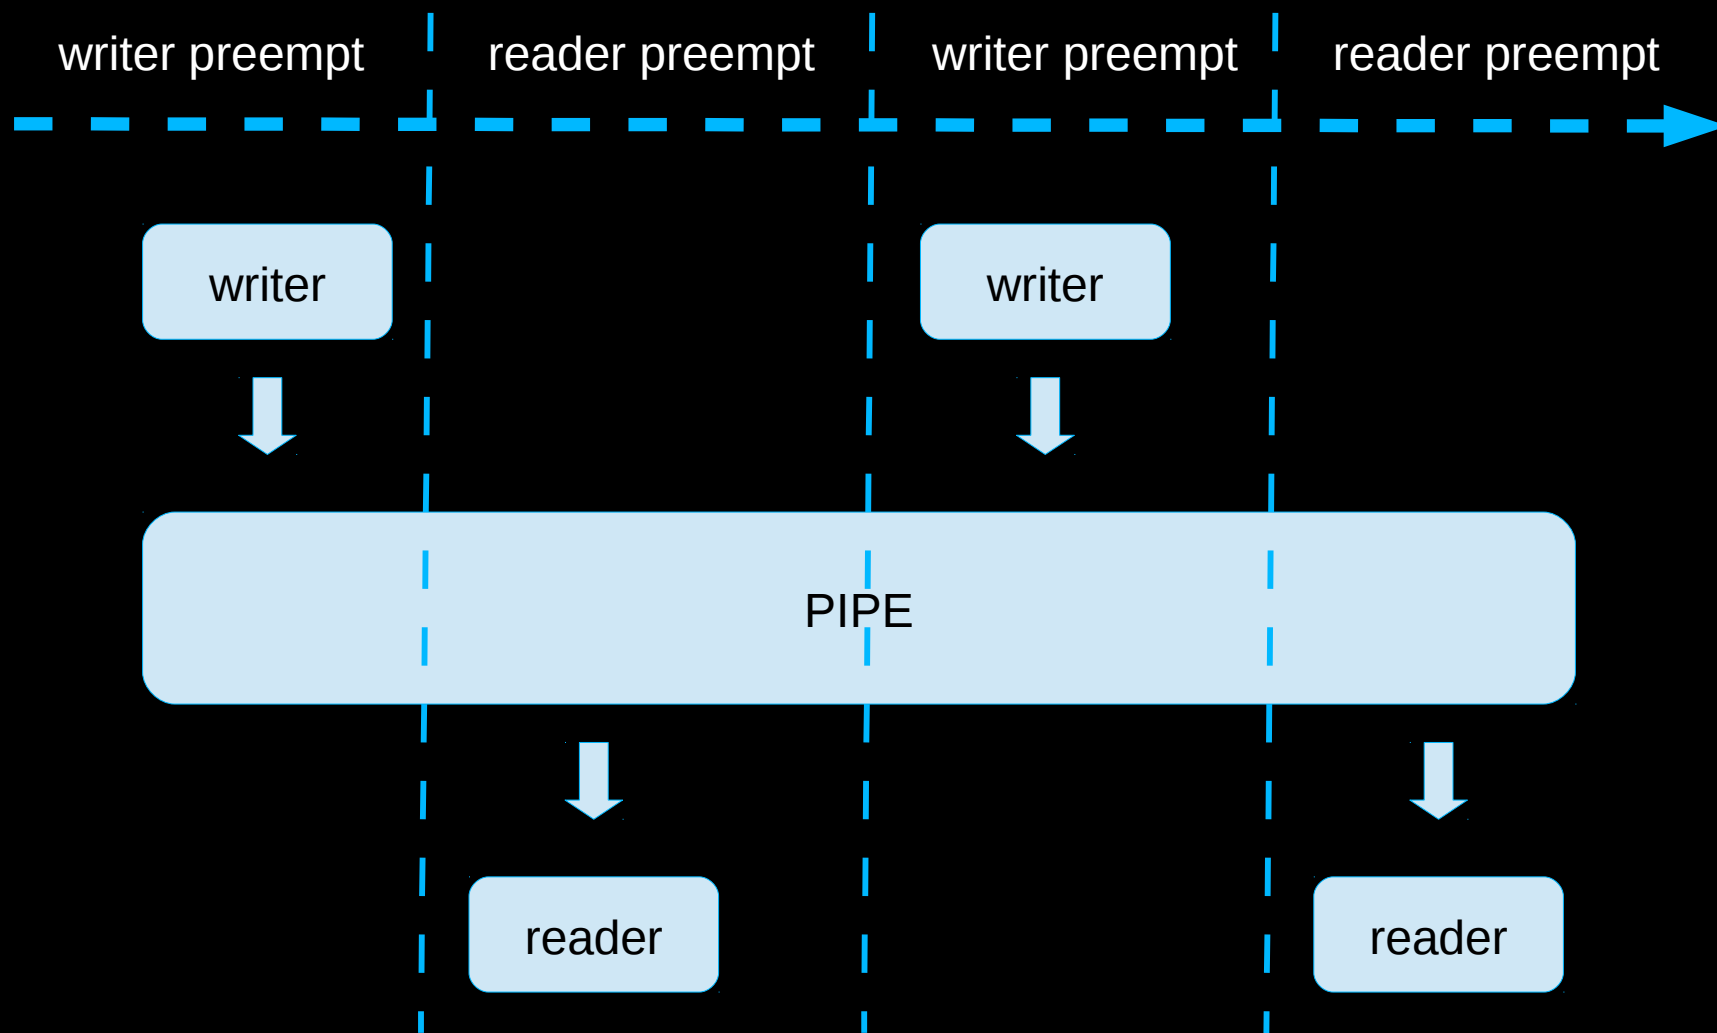 writer preempt
reader preempt
writer preempt
reader preempt
writer
writer
PIPE
reader
reader